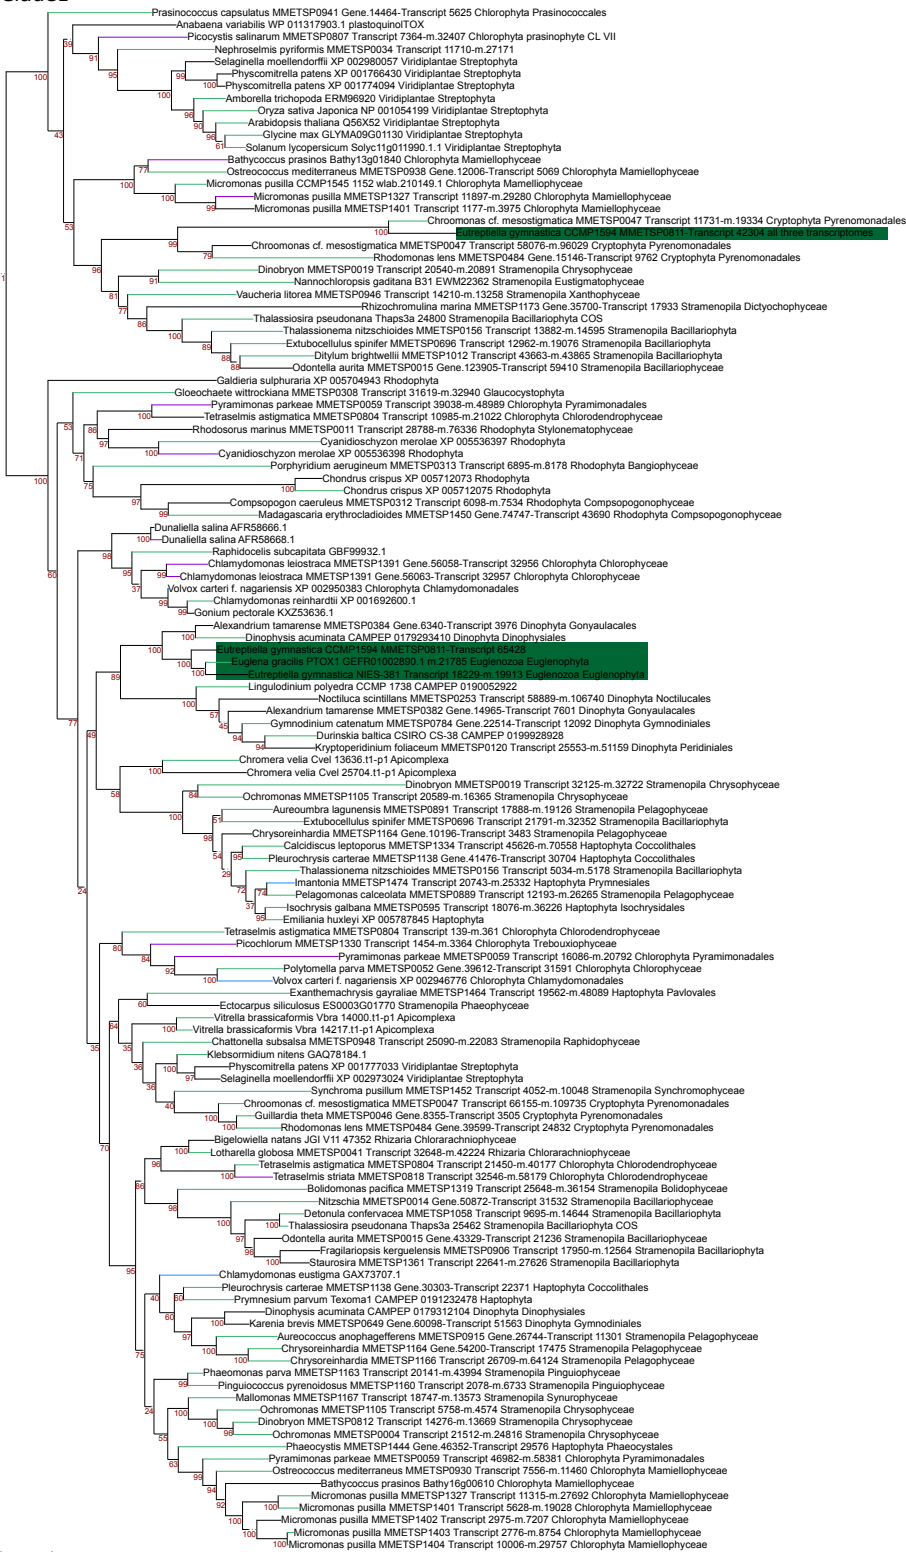 Prasinococcus capsulatus MMETSP0941 Gene.14464-Transcript 5625 Chlorophyta Prasinococcales
Anabaena variabilis WP 011317903.1 plastoquinolTOX
Picocystis salinarum MMETSP0807 Transcript 7364-m.32407 Chlorophyta prasinophyte CL VII
Nephroselmis pyriformis MMETSP0034 Transcript 11710-m.27171
Selaginella moellendorffii XP 002980057 Viridiplantae Streptophyta
Physcomitrella patens XP 001766430 Viridiplantae Streptophyta
Physcomitrella patens XP 001774094 Viridiplantae Streptophyta
Amborella trichopoda ERM96920 Viridiplantae Streptophyta
Oryza sativa Japonica NP 001054199 Viridiplantae Streptophyta
Arabidopsis thaliana Q56X52 Viridiplantae Streptophyta
Glycine max GLYMA09G01130 Viridiplantae Streptophyta
Solanum lycopersicum Solyc11g011990.1.1 Viridiplantae Streptophyta
Bathycoccus prasinos Bathy13g01840 Chlorophyta Mamiellophyceae
Ostreococcus mediterraneus MMETSP0938 Gene.12006-Transcript 5069 Chlorophyta Mamiellophyceae
Micromonas pusilla CCMP1545 1152 wlab.210149.1 Chlorophyta Mamellophyceae
Micromonas pusilla MMETSP1327 Transcript 11897-m.29280 Chlorophyta Mamiellophyceae
Micromonas pusilla MMETSP1401 Transcript 1177-m.3975 Chlorophyta Mamiellophyceae
Chroomonas cf. mesostigmatica MMETSP0047 Transcript 11731-m.19334 Cryptophyta Pyrenomonadales
Eutreptiella gymnastica CCMP1594 MMETSP0811-Transcript 42304 all three transcriptomes
Chroomonas cf. mesostigmatica MMETSP0047 Transcript 58076-m.96029 Cryptophyta Pyrenomonadales
Rhodomonas lens MMETSP0484 Gene.15146-Transcript 9762 Cryptophyta Pyrenomonadales
Dinobryon MMETSP0019 Transcript 20540-m.20891 Stramenopila Chrysophyceae
Nannochloropsis gaditana B31 EWM22362 Stramenopila Eustigmatophyceae
Vaucheria litorea MMETSP0946 Transcript 14210-m.13258 Stramenopila Xanthophyceae
Rhizochromulina marina MMETSP1173 Gene.35700-Transcript 17933 Stramenopila Dictyochophyceae
Thalassiosira pseudonana Thaps3a 24800 Stramenopila Bacillariophyta COS
Thalassionema nitzschioides MMETSP0156 Transcript 13882-m.14595 Stramenopila Bacillariophyta
Extubocellulus spinifer MMETSP0696 Transcript 12962-m.19076 Stramenopila Bacillariophyta
Ditylum brightwellii MMETSP1012 Transcript 43663-m.43865 Stramenopila Bacillariophyta
Odontella aurita MMETSP0015 Gene.123905-Transcript 59410 Stramenopila Bacillariophyta
Galdieria sulphuraria XP 005704943 Rhodophyta
Gloeochaete wittrockiana MMETSP0308 Transcript 31619-m.32940 Glaucocystophyta
Pyramimonas parkeae MMETSP0059 Transcript 39038-m.48989 Chlorophyta Pyramimonadales
Tetraselmis astigmatica MMETSP0804 Transcript 10985-m.21022 Chlorophyta Chlorodendrophyceae
Rhodosorus marinus MMETSP0011 Transcript 28788-m.76336 Rhodophyta Stylonematophyceae
Cyanidioschyzon merolae XP 005536397 Rhodophyta
Cyanidioschyzon merolae XP 005536398 Rhodophyta
Porphyridium aerugineum MMETSP0313 Transcript 6895-m.8178 Rhodophyta Bangiophyceae
Chondrus crispus XP 005712073 Rhodophyta
Chondrus crispus XP 005712075 Rhodophyta
Compsopogon caeruleus MMETSP0312 Transcript 6098-m.7534 Rhodophyta Compsopogonophyceae
Madagascaria erythrocladioides MMETSP1450 Gene.74747-Transcript 43690 Rhodophyta Compsopogonophyceae
Dunaliella salina AFR58666.1
Dunaliella salina AFR58668.1
Raphidocelis subcapitata GBF99932.1
Chlamydomonas leiostraca MMETSP1391 Gene.56058-Transcript 32956 Chlorophyta Chlorophyceae
Chlamydomonas leiostraca MMETSP1391 Gene.56063-Transcript 32957 Chlorophyta Chlorophyceae
Volvox carteri f. nagariensis XP 002950383 Chlorophyta Chlamydomonadales
Chlamydomonas reinhardtii XP 001692600.1
Gonium pectorale KXZ53636.1
Alexandrium tamarense MMETSP0384 Gene.6340-Transcript 3976 Dinophyta Gonyaulacales
Dinophysis acuminata CAMPEP 0179293410 Dinophyta Dinophysiales
Eutreptiella gymnastica CCMP1594 MMETSP0811-Transcript 65428
Euglena gracilis PTOX1 GEFR01002890.1 m.21785 Euglenozoa Euglenophyta
Eutreptiella gymnastica NIES-381 Transcript 18229-m.19913 Euglenozoa Euglenophyta
Lingulodinium polyedra CCMP 1738 CAMPEP 0190052922
Noctiluca scintillans MMETSP0253 Transcript 58889-m.106740 Dinophyta Noctilucales
Alexandrium tamarense MMETSP0382 Gene.14965-Transcript 7601 Dinophyta Gonyaulacales
Gymnodinium catenatum MMETSP0784 Gene.22514-Transcript 12092 Dinophyta Gymnodiniales
Durinskia baltica CSIRO CS-38 CAMPEP 0199928928
Kryptoperidinium foliaceum MMETSP0120 Transcript 25553-m.51159 Dinophyta Peridiniales
Chromera velia Cvel 13636.t1-p1 Apicomplexa
Chromera velia Cvel 25704.t1-p1 Apicomplexa
Dinobryon MMETSP0019 Transcript 32125-m.32722 Stramenopila Chrysophyceae
Ochromonas MMETSP1105 Transcript 20589-m.16365 Stramenopila Chrysophyceae
Aureoumbra lagunensis MMETSP0891 Transcript 17888-m.19126 Stramenopila Pelagophyceae
Extubocellulus spinifer MMETSP0696 Transcript 21791-m.32352 Stramenopila Bacillariophyta
Chrysoreinhardia MMETSP1164 Gene.10196-Transcript 3483 Stramenopila Pelagophyceae
Calcidiscus leptoporus MMETSP1334 Transcript 45626-m.70558 Haptophyta Coccolithales
Pleurochrysis carterae MMETSP1138 Gene.41476-Transcript 30704 Haptophyta Coccolithales
Thalassionema nitzschioides MMETSP0156 Transcript 5034-m.5178 Stramenopila Bacillariophyta
Imantonia MMETSP1474 Transcript 20743-m.25332 Haptophyta Prymnesiales
Pelagomonas calceolata MMETSP0889 Transcript 12193-m.26265 Stramenopila Pelagophyceae
Isochrysis galbana MMETSP0595 Transcript 18076-m.36226 Haptophyta Isochrysidales
Emiliania huxleyi XP 005787845 Haptophyta
Tetraselmis astigmatica MMETSP0804 Transcript 139-m.361 Chlorophyta Chlorodendrophyceae
Picochlorum MMETSP1330 Transcript 1454-m.3364 Chlorophyta Trebouxiophyceae
Pyramimonas parkeae MMETSP0059 Transcript 16086-m.20792 Chlorophyta Pyramimonadales
Polytomella parva MMETSP0052 Gene.39612-Transcript 31591 Chlorophyta Chlorophyceae
Volvox carteri f. nagariensis XP 002946776 Chlorophyta Chlamydomonadales
Exanthemachrysis gayraliae MMETSP1464 Transcript 19562-m.48089 Haptophyta Pavlovales
Ectocarpus siliculosus ES0003G01770 Stramenopila Phaeophyceae
Vitrella brassicaformis Vbra 14000.t1-p1 Apicomplexa
Vitrella brassicaformis Vbra 14217.t1-p1 Apicomplexa
Chattonella subsalsa MMETSP0948 Transcript 25090-m.22083 Stramenopila Raphidophyceae
Klebsormidium nitens GAQ78184.1
Physcomitrella patens XP 001777033 Viridiplantae Streptophyta
Selaginella moellendorffii XP 002973024 Viridiplantae Streptophyta
Synchroma pusillum MMETSP1452 Transcript 4052-m.10048 Stramenopila Synchromophyceae
Chroomonas cf. mesostigmatica MMETSP0047 Transcript 66155-m.109735 Cryptophyta Pyrenomonadales
Guillardia theta MMETSP0046 Gene.8355-Transcript 3505 Cryptophyta Pyrenomonadales
Rhodomonas lens MMETSP0484 Gene.39599-Transcript 24832 Cryptophyta Pyrenomonadales
Bigelowiella natans JGI V11 47352 Rhizaria Chlorarachniophyceae
Lotharella globosa MMETSP0041 Transcript 32648-m.42224 Rhizaria Chlorarachniophyceae
Tetraselmis astigmatica MMETSP0804 Transcript 21450-m.40177 Chlorophyta Chlorodendrophyceae
Tetraselmis striata MMETSP0818 Transcript 32546-m.58179 Chlorophyta Chlorodendrophyceae
Bolidomonas pacifica MMETSP1319 Transcript 25648-m.36154 Stramenopila Bolidophyceae
Nitzschia MMETSP0014 Gene.50872-Transcript 31532 Stramenopila Bacillariophyceae
Detonula confervacea MMETSP1058 Transcript 9695-m.14644 Stramenopila Bacillariophyta
Thalassiosira pseudonana Thaps3a 25462 Stramenopila Bacillariophyta COS
Odontella aurita MMETSP0015 Gene.43329-Transcript 21236 Stramenopila Bacillariophyceae
Fragilariopsis kerguelensis MMETSP0906 Transcript 17950-m.12564 Stramenopila Bacillariophyta
Staurosira MMETSP1361 Transcript 22641-m.27626 Stramenopila Bacillariophyta
Chlamydomonas eustigma GAX73707.1
Pleurochrysis carterae MMETSP1138 Gene.30303-Transcript 22371 Haptophyta Coccolithales
Prymnesium parvum Texoma1 CAMPEP 0191232478 Haptophyta
Dinophysis acuminata CAMPEP 0179312104 Dinophyta Dinophysiales
Karenia brevis MMETSP0649 Gene.60098-Transcript 51563 Dinophyta Gymnodiniales
Aureococcus anophagefferens MMETSP0915 Gene.26744-Transcript 11301 Stramenopila Pelagophyceae
Chrysoreinhardia MMETSP1164 Gene.54200-Transcript 17475 Stramenopila Pelagophyceae
Chrysoreinhardia MMETSP1166 Transcript 26709-m.64124 Stramenopila Pelagophyceae
Phaeomonas parva MMETSP1163 Transcript 20141-m.43994 Stramenopila Pinguiophyceae
Pinguiococcus pyrenoidosus MMETSP1160 Transcript 2078-m.6733 Stramenopila Pinguiophyceae
Mallomonas MMETSP1167 Transcript 18747-m.13573 Stramenopila Synurophyceae
Ochromonas MMETSP1105 Transcript 5758-m.4574 Stramenopila Chrysophyceae
Dinobryon MMETSP0812 Transcript 14276-m.13669 Stramenopila Chrysophyceae
Ochromonas MMETSP0004 Transcript 21512-m.24816 Stramenopila Chrysophyceae
Phaeocystis MMETSP1444 Gene.46352-Transcript 29576 Haptophyta Phaeocystales
Pyramimonas parkeae MMETSP0059 Transcript 46982-m.58381 Chlorophyta Pyramimonadales
Ostreococcus mediterraneus MMETSP0930 Transcript 7556-m.11460 Chlorophyta Mamiellophyceae
Bathycoccus prasinos Bathy16g00610 Chlorophyta Mamiellophyceae
Micromonas pusilla MMETSP1327 Transcript 11315-m.27692 Chlorophyta Mamiellophyceae
Micromonas pusilla MMETSP1401 Transcript 5628-m.19028 Chlorophyta Mamiellophyceae
Micromonas pusilla MMETSP1402 Transcript 2975-m.7207 Chlorophyta Mamiellophyceae
Micromonas pusilla MMETSP1403 Transcript 2776-m.8754 Chlorophyta Mamiellophyceae
Micromonas pusilla MMETSP1404 Transcript 10006-m.29757 Chlorophyta Mamiellophyceae